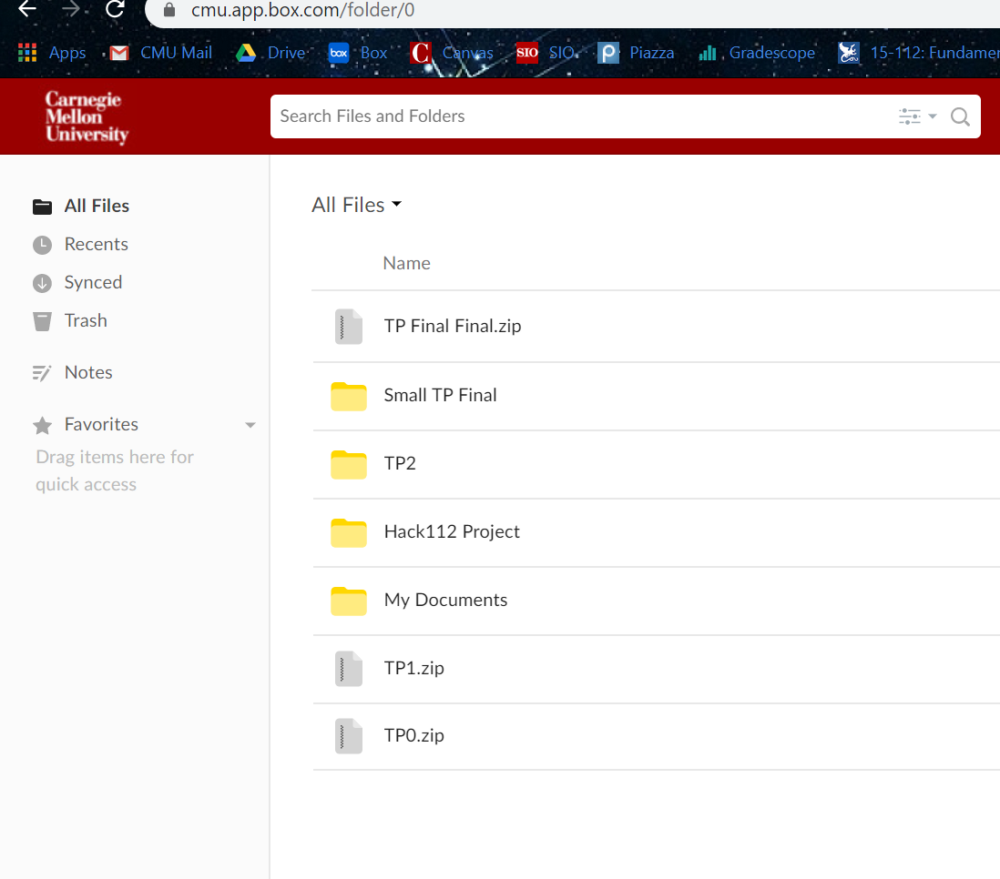 cmu.app.box.com/folder/0
Apps CMU Mail Drive box Box C Canvas SIO SIO P Piazza Gradescope 15-112: Fundamen
Carnegie
Mellon
University
Search Files and Folders
All Files
Recents
Synced
Trash
Notes
Favorites
Drag items here for
quick access
All Files
Name
TP Final Final.zip
Small TP Final
TP2
Hack112 Project
My Documents
TP1.zip
TP0.zip